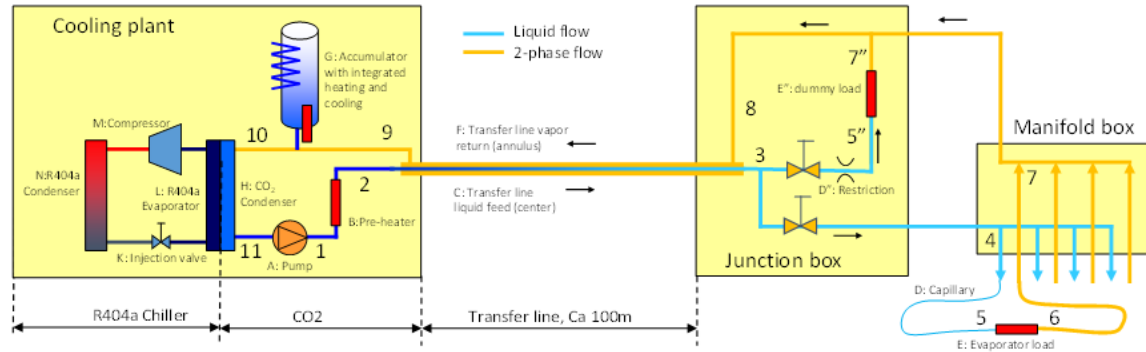 Cooling plant
Liquid flow
2-phase flow
G: Accumulator
with integrated
heating and
cooling
M:Compressor
10
9
N:R404a
Condenser
L: R404a
Evaporator
H: CO2
Condenser
2
B: Pre-heater
K: Injection valve
11
1
A: Pump
F: Transfer line vapor
return (annulus)
C: Transfer line
liquid feed (center)
7”
E”: dummy load
8
5”
3
D”: Restriction
Junction box
Manifold box
7
4
D: Capillary
5
6
E: Evaporator load
R404a Chiller
CO2
Transfer line, Ca 100m